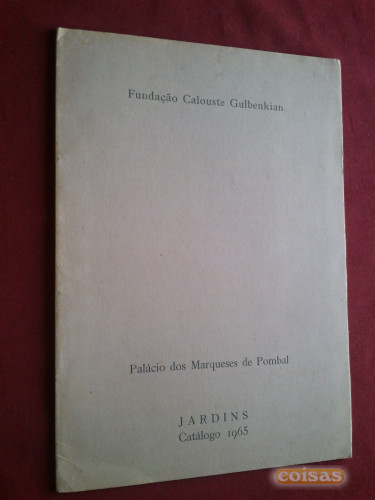 Fundação Calouste Gulbenkian
Palácio dos Marqueses de Pombal
JARDINS
Catálogo 1965
coisas